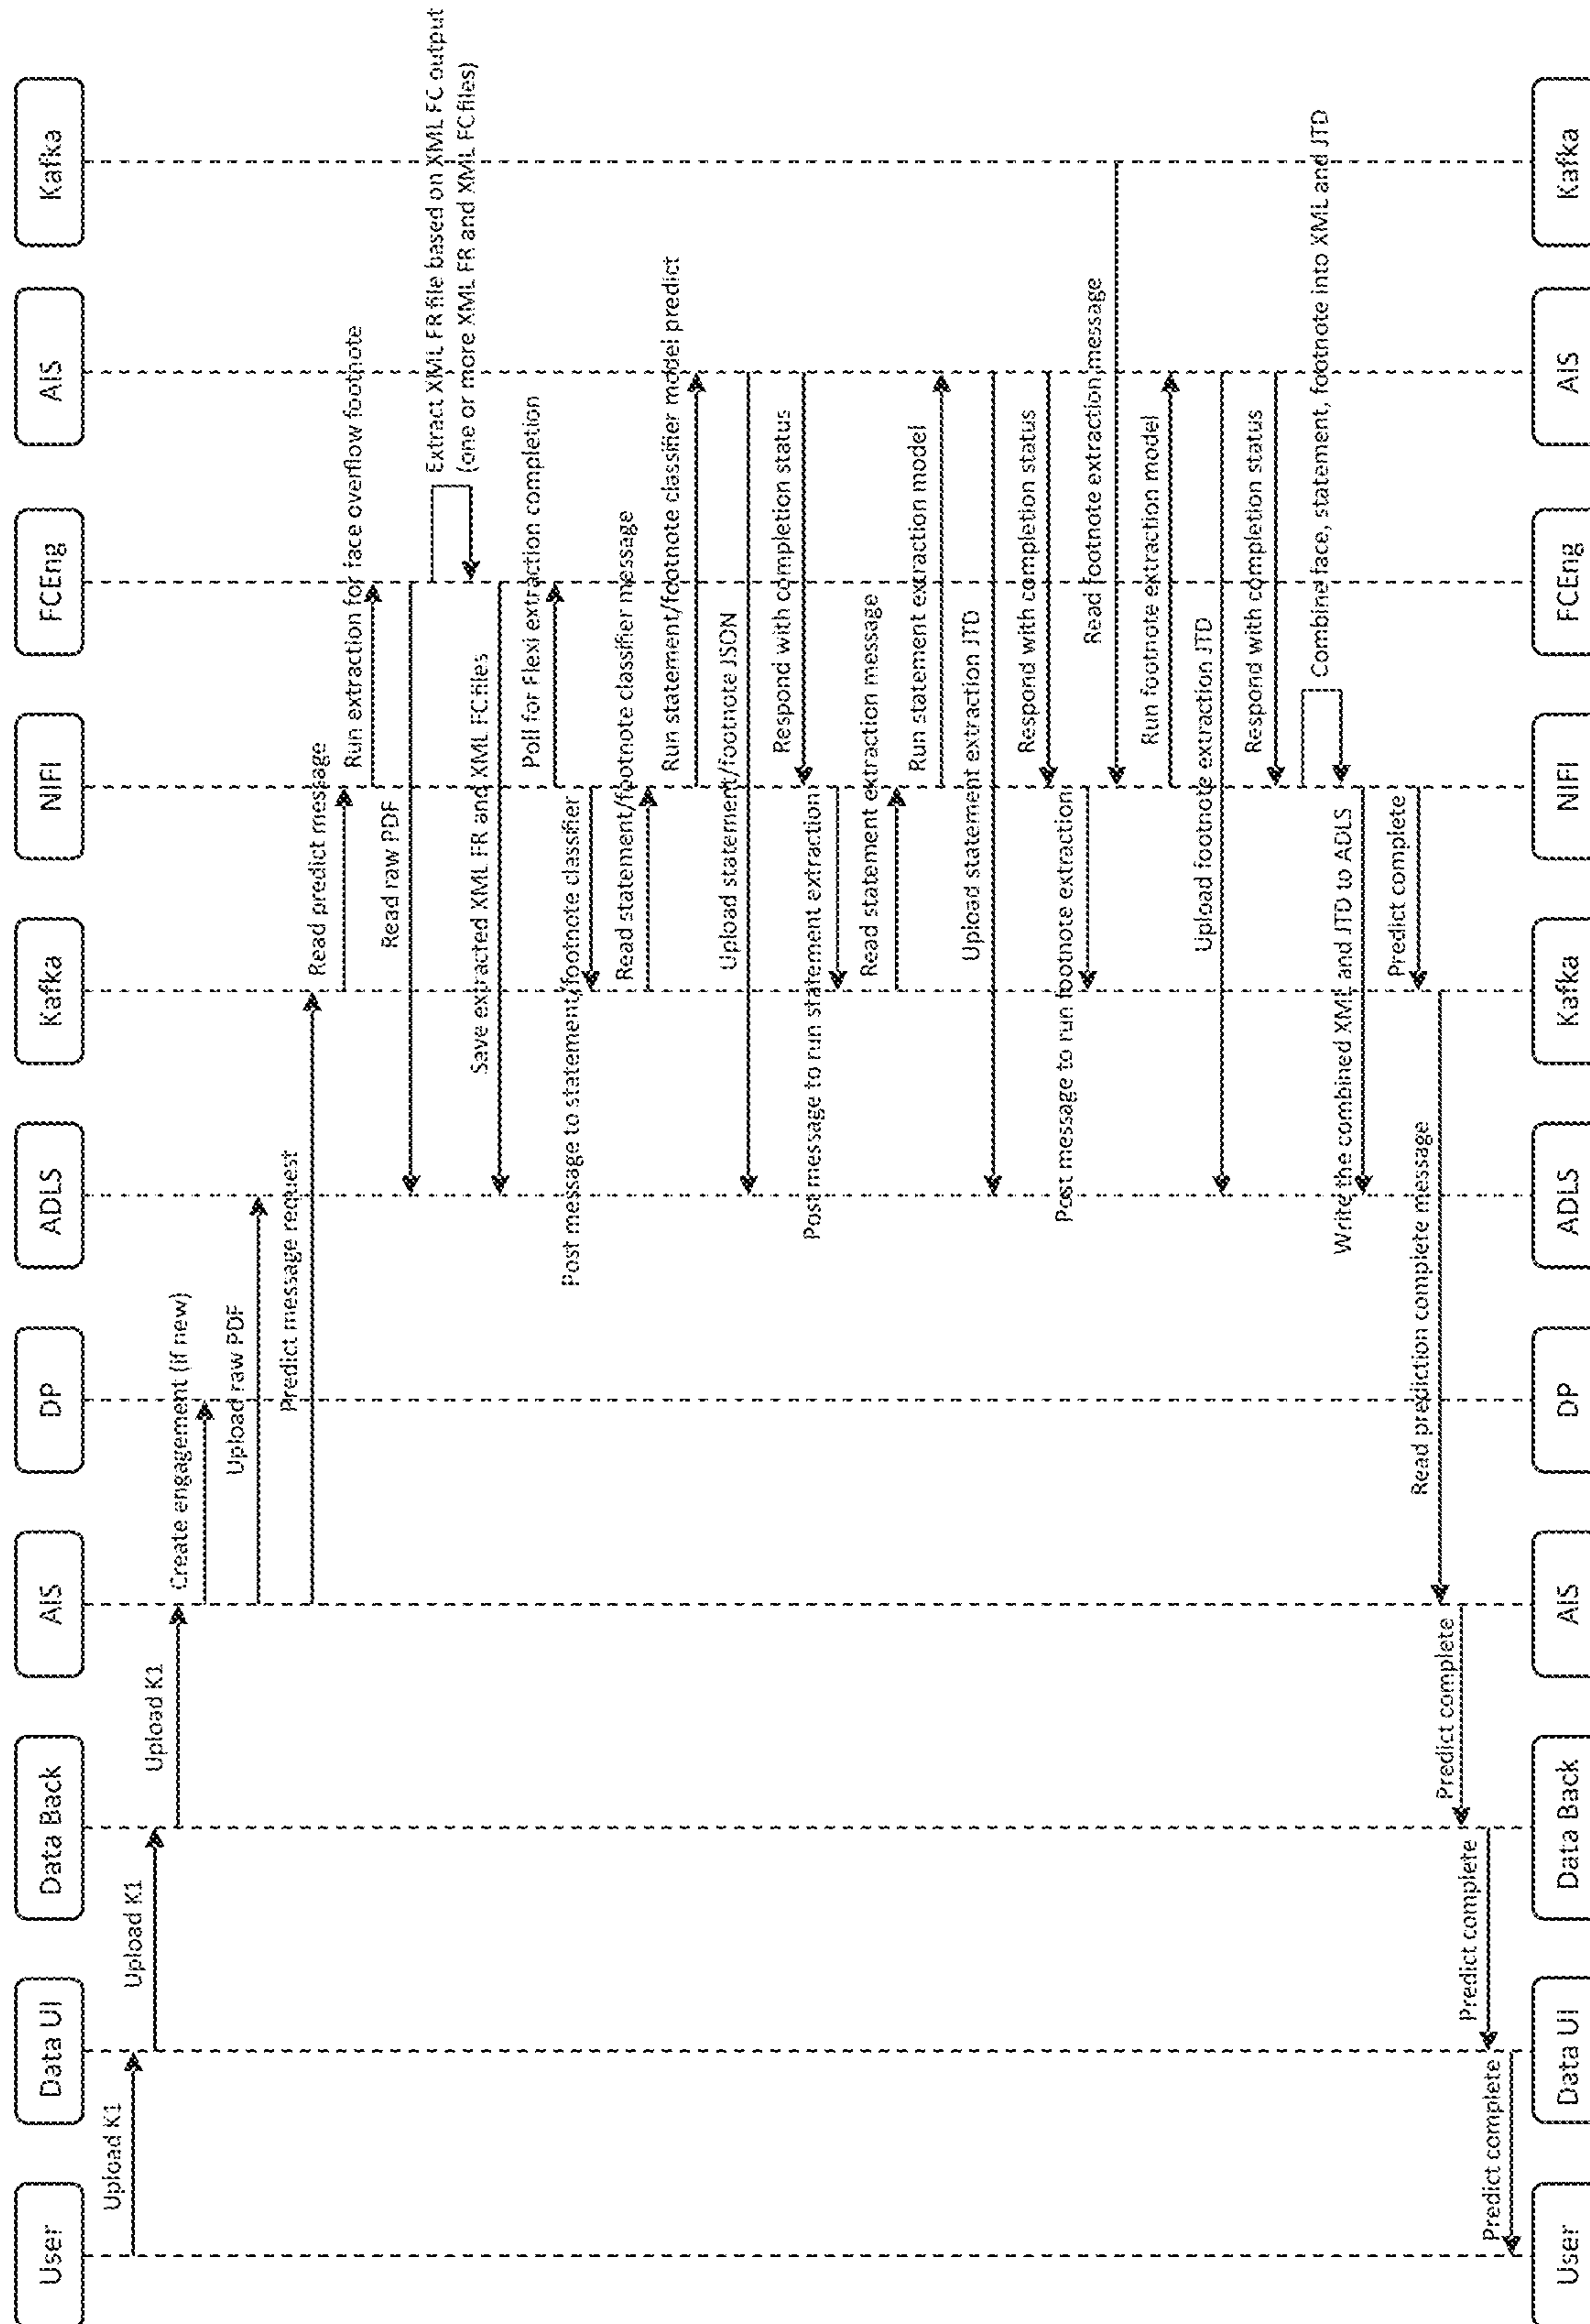 User
Data UI
Data Back
AIS
DP
ADLS
Kafka
NIFI
FCEng
AIS
Kafka
Upload K1
Upload K1
Upload K1
Create engagement (if new)
Upload raw PDF
Predict message request
Read predict message
Run extraction for face overflow footnote
Read raw PDF
Extract XML FR file based on XML FC output
(one or more XML FR and XML FC files)
Save extracted XML FR and XML FC files
Poll for Flexi extraction completion
Post message to statement/footnote classifier
Read statement/footnote classifier message
Run statement/footnote classifier model predict
Upload statement/footnote JSON
Respond with completion status
Post message to run statement extraction
Read statement extraction message
Run statement extraction model
Upload statement extraction JTD
Respond with completion status
Post message to run footnote extraction
Read footnote extraction message
Run footnote extraction model
Upload footnote extraction JTD
Respond with completion status
Combine face, statement, footnote into XML and JTD
Write the combined XML and JTD to ADLS
Predict complete
Read prediction complete message
Predict complete
Predict complete
Predict complete
User
Data UI
Data Back
AIS
DP
ADLS
Kafka
NIFI
FCEng
AIS
Kafka